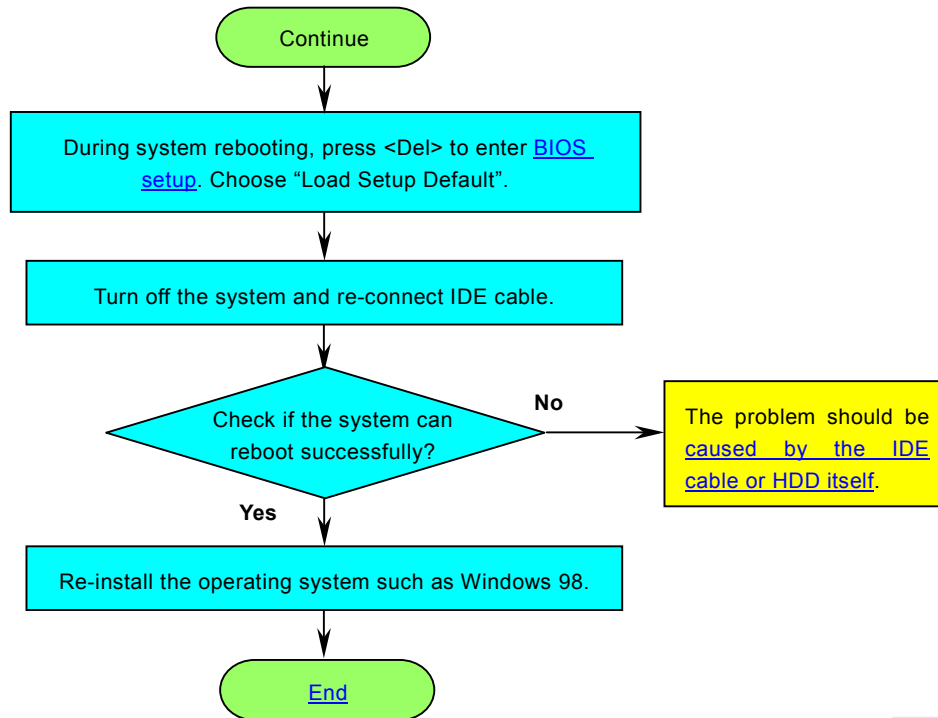 Continue
During system rebooting, press <Del> to enter BIOS
setup. Choose “Load Setup Default”.
Turn off the system and re-connect IDE cable.
Check if the system can
reboot successfully?
No
The problem should be
caused by the IDE
cable or HDD itself.
Yes
Re-install the operating system such as Windows 98.
End